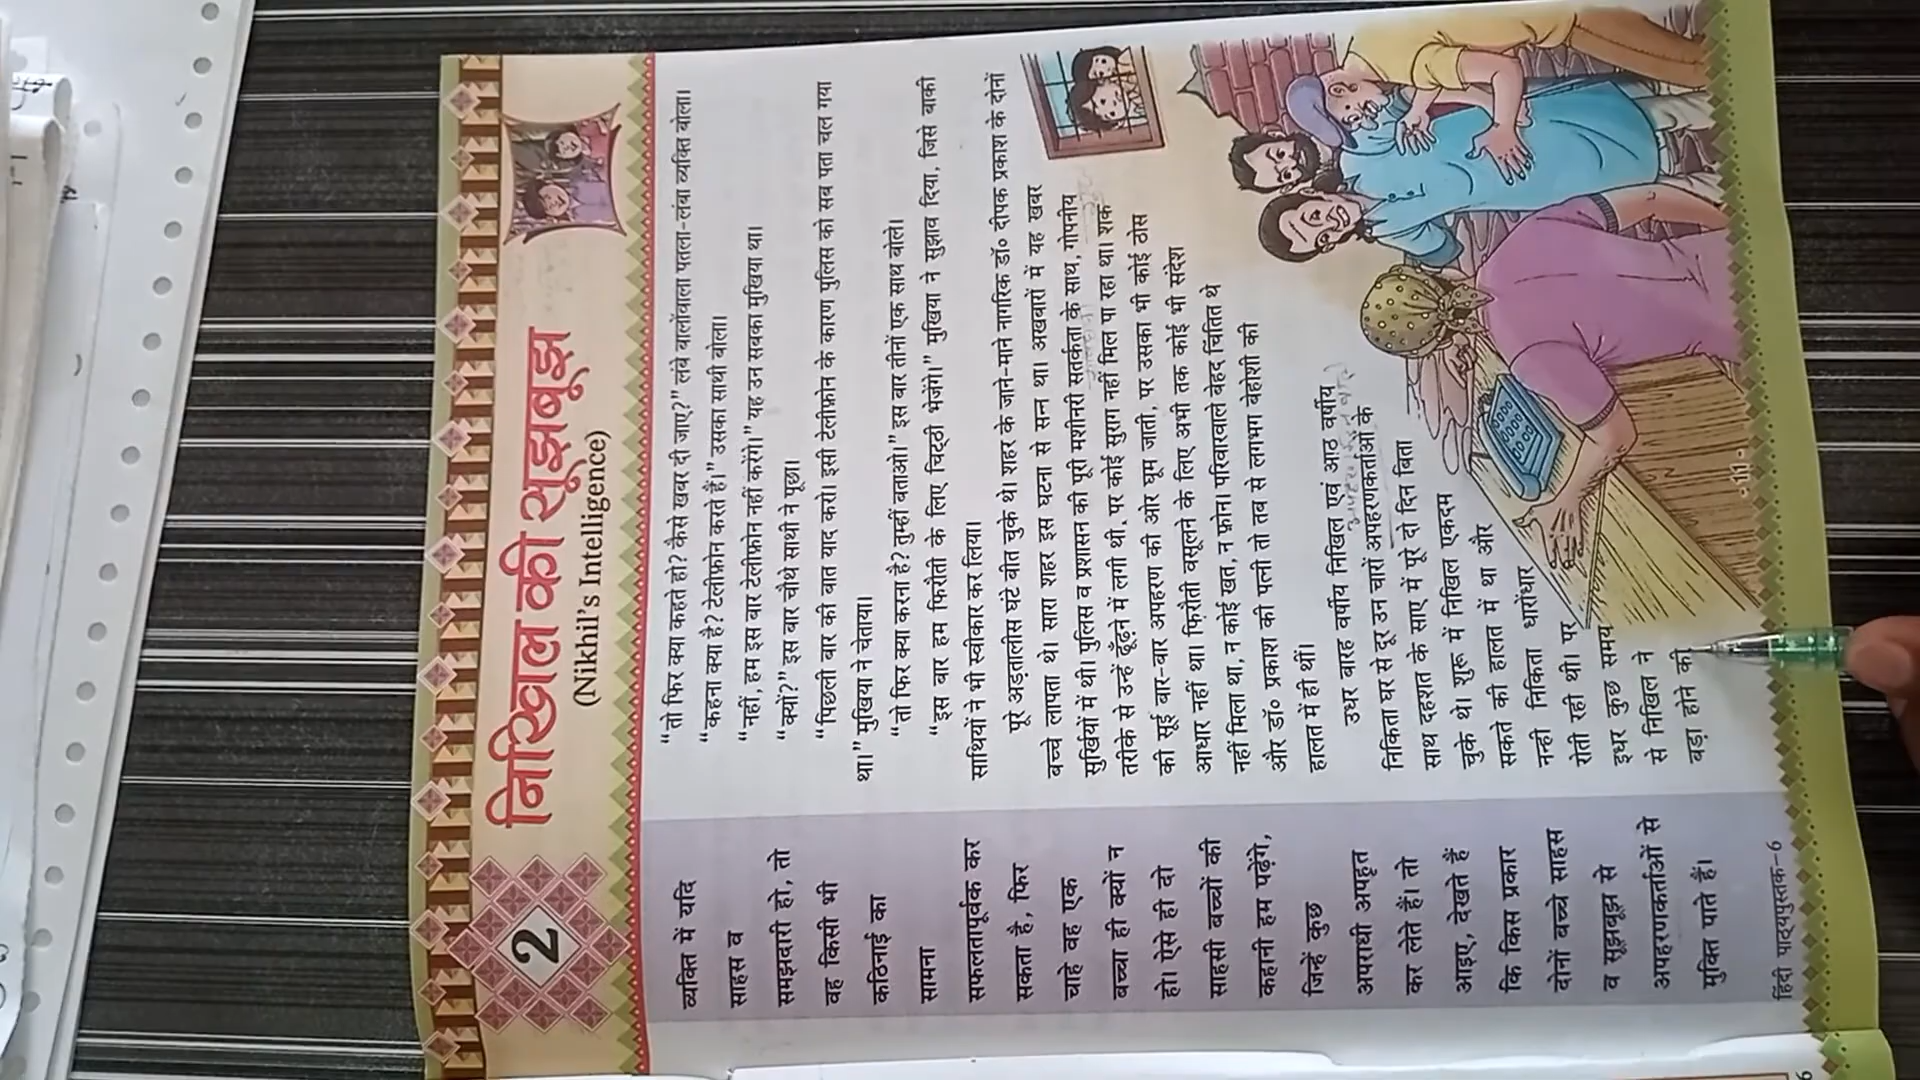 2
निखिल की सूझबूझ
(Nikhil's Intelligence)
व्यक्ति में यदि
साहस व
समझदारी हो, तो
वह किसी भी
कठिनाई का
सामना
सफलतापूर्वक कर
सकता है, फिर
चाहे वह एक
बच्चा ही क्यों न
हो। ऐसे ही दो
साहसी बच्चों की
कहानी हम पढ़ेंगे,
जिन्हें कुछ
अपराधी अपहृत
कर लेते हैं। तो
आइए, देखते हैं
कि किस प्रकार
दोनों बच्चे साहस
व सूझबूझ से
अपहरणकर्ताओं से
मुक्ति पाते हैं।
“तो फिर क्या कहते हो? कैसे खबर दी जाए?” लंबे बालोंवाला पतला-लंबा व्यक्ति बोला।
“कहना क्या है? टेलीफ़ोन करते हैं।” उसका साथी बोला।
“नहीं, हम इस बार टेलीफ़ोन नहीं करेंगे।” यह उन सबका मुखिया था।
“क्यों?” इस बार चौथे साथी ने पूछा।
“पिछली बार की बात याद करो। इसी टेलीफ़ोन के कारण पुलिस को सब पता चल गया
था।” मुखिया ने चेताया।
“तो फिर क्या करना है? तुम्हीं बताओ।” इस बार तीनों एक साथ बोले।
“इस बार हम फिरौती के लिए चिट्ठी भेजेंगे।” मुखिया ने सुझाव दिया, जिसे बाकी
साथियों ने भी स्वीकार कर लिया।
पूरे अड़तालीस घंटे बीत चुके थे। शहर के जाने-माने नागरिक डॉ० दीपक प्रकाश के दोनों
बच्चे लापता थे। सारा शहर इस घटना से सन्न था। अखबारों में यह खबर
सुर्खियों में थी। पुलिस व प्रशासन की पूरी मशीनरी सतर्कता के साथ, गोपनीय
तरीके से उन्हें ढूँढ़ने में लगी थी, पर कोई सुराग नहीं मिल पा रहा था। शक
की सूई बार-बार अपहरण की ओर घूम जाती, पर उसका भी कोई ठोस
आधार नहीं था। फ़िरौती वसूलने के लिए अभी तक कोई भी संदेश
नहीं मिला था, न कोई खत, न फ़ोन। परिवारवाले बेहद चिंतित थे
और डॉ० प्रकाश की पत्नी तो तब से लगभग बेहोशी की
हालत में ही थीं।
उधर बारह वर्षीय निखिल एवं आठ वर्षीय
निकिता घर से दूर उन चारों अपहरणकर्ताओं के
साथ दहशत के साए में पूरे दो दिन बिता
चुके थे। शुरू में निखिल एकदम
सकते की हालत में था और
नन्ही निकिता धारोंधार
रोती रही थी। पर
इधर कुछ समय
से निखिल ने
बड़ा होने की
हिंदी पाठ्यपुस्तक–6
- 11 -